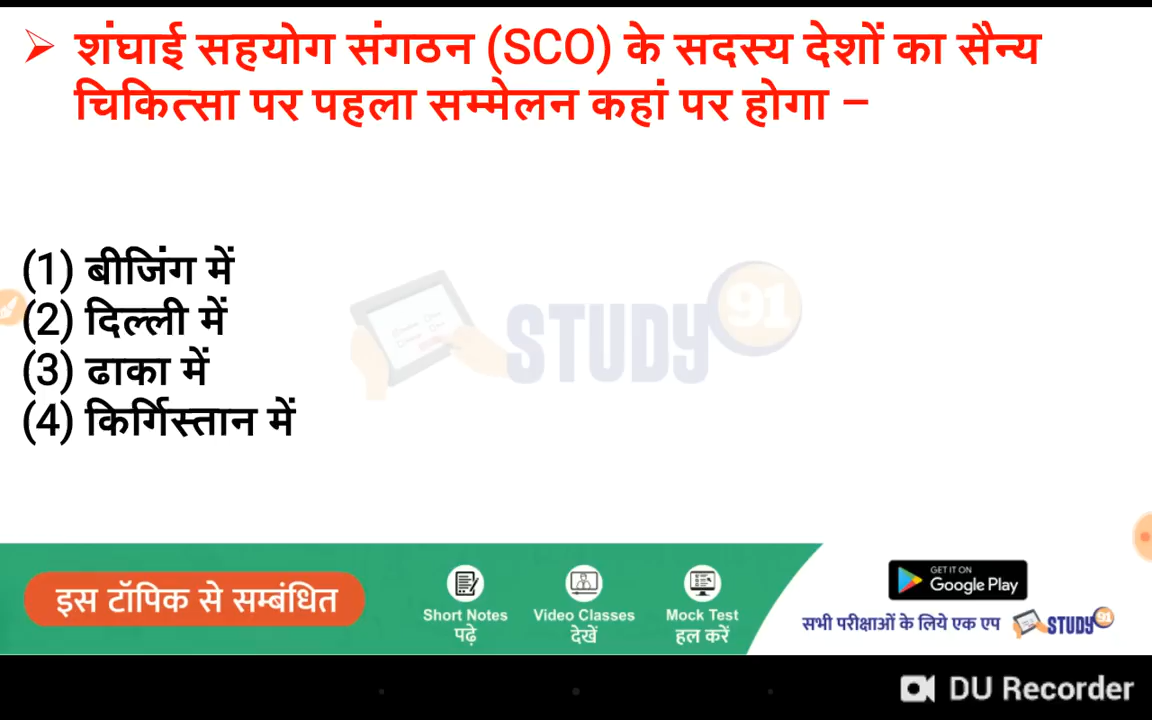 ➢ शंघाई सहयोग संगठन (SCO) के सदस्य देशों का सैन्य
चिकित्सा पर पहला सम्मेलन कहां पर होगा –
(1) बीजिंग में
(2) दिल्ली में
(3) ढाका में
(4) किर्गिस्तान में
STUDY 91
इस टॉपिक से सम्बंधित
Short Notes
पढ़े
Video Classes
देखें
Mock Test
हल करें
GET IT ON
Google Play
सभी परीक्षाओं के लिये एक एप STUDY 91
DU Recorder